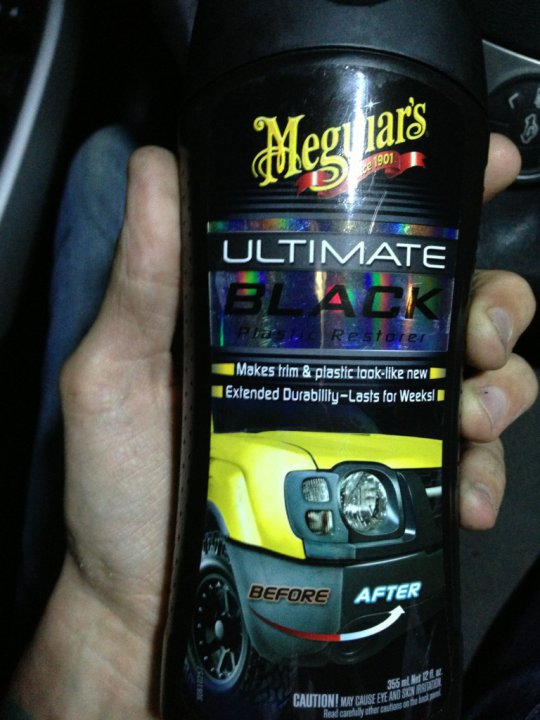 Meguiar's
Since 1901
ULTIMATE
BLACK
Plastic Restorer
Makes trim & plastic look-like new
Extended Durability-Lasts for Weeks!
BEFORE AFTER
355 ml. Net 12 fl. oz.
CAUTION! MAY CAUSE EYE AND SKIN IRRITATION.
Read carefully other cautions on the back panel.